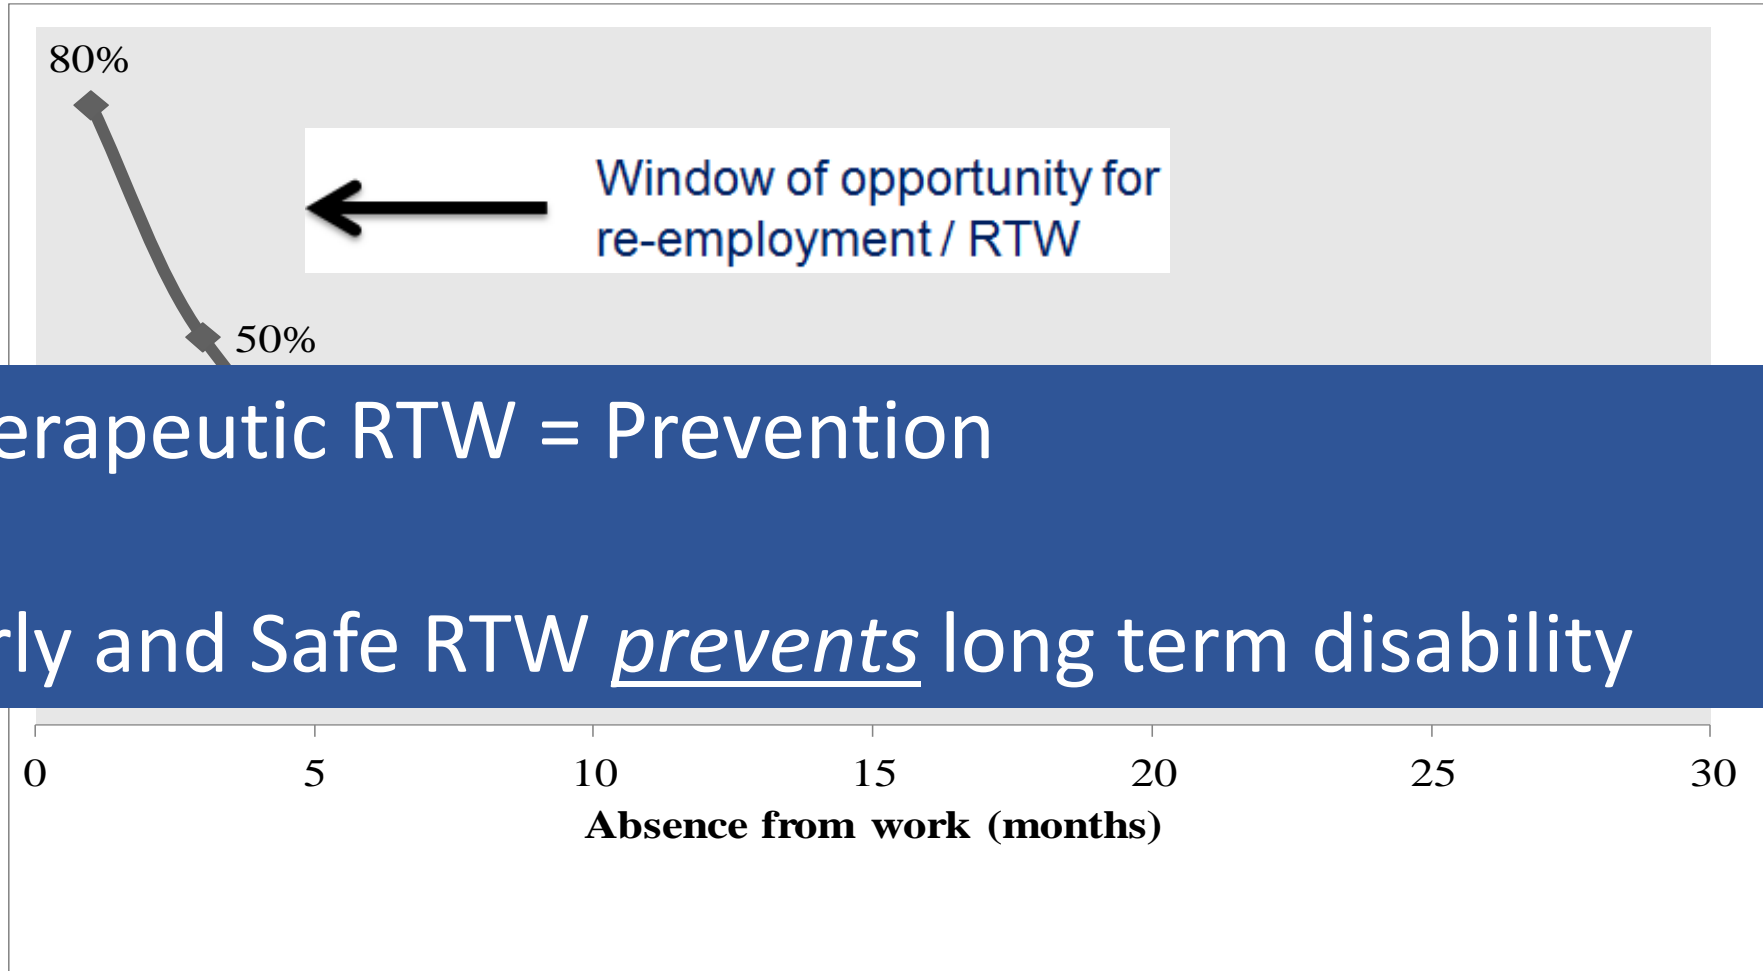 80%
Window of opportunity for
re-employment / RTW
50%
erapeutic RTW = Prevention
rly and Safe RTW prevents long term disability
0 5 10 15 20 25 30
Absence from work (months)